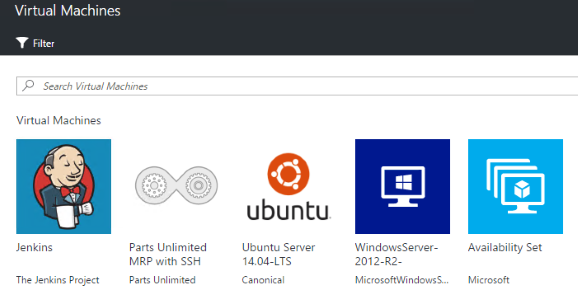 Virtual Machines
Filter
Search Virtual Machines
Virtual Machines
ubuntu
Jenkins
Parts Unlimited
MRP with SSH
Ubuntu Server
14.04-LTS
WindowsServer-
2012-R2-
Availability Set
The Jenkins Project
Parts Unlimited
Canonical
MicrosoftWindowsS...
Microsoft